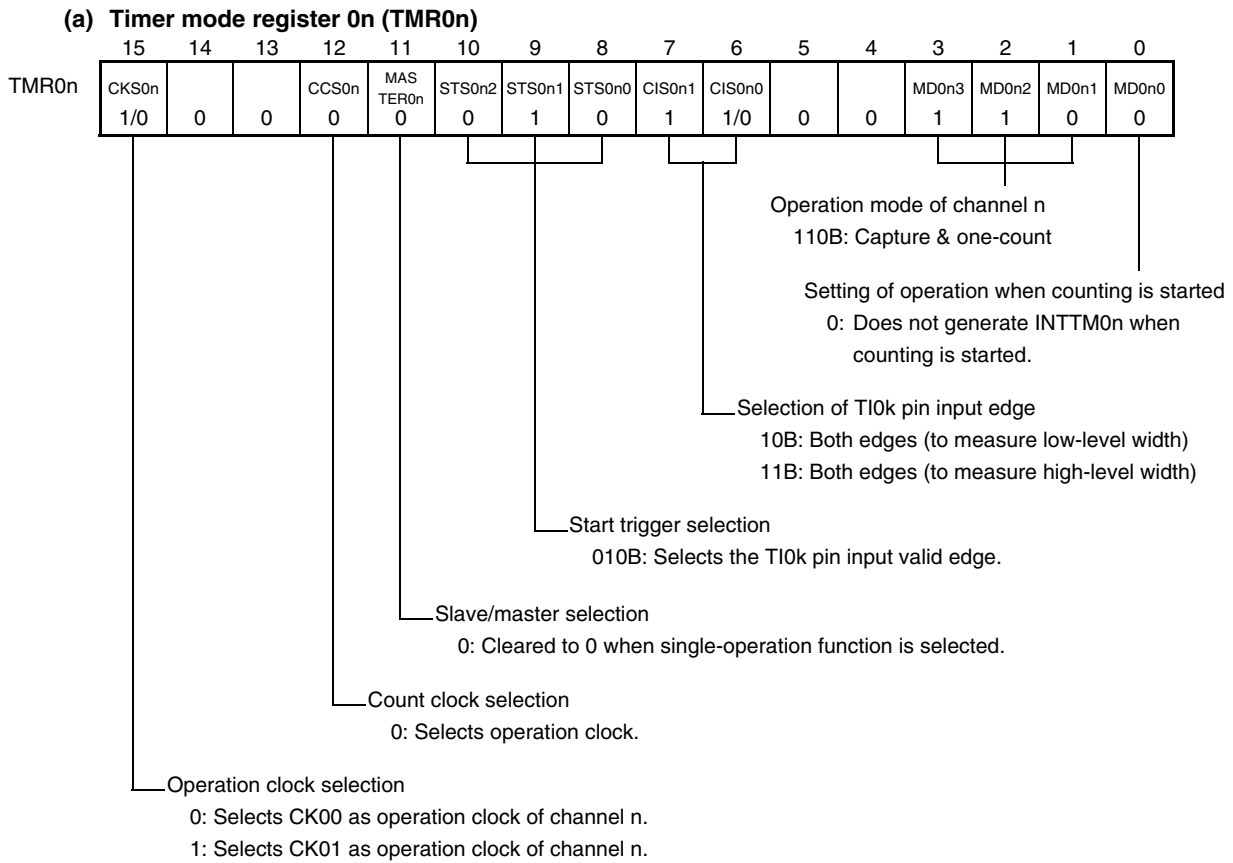 (a) Timer mode register 0n (TMR0n)
15 14 13 12 11 10 9 8 7 6 5 4 3 2 1 0
TMR0n CKS0n CCS0n MAS TER0n STS0n2 STS0n1 STS0n0 CIS0n1 CIS0n0 MD0n3 MD0n2 MD0n1 MD0n0
1/0 0 0 0 0 0 1 0 1 1/0 0 0 1 1 0 0
Operation mode of channel n
110B: Capture & one-count
Setting of operation when counting is started
0: Does not generate INTTM0n when
counting is started.
Selection of TI0k pin input edge
10B: Both edges (to measure low-level width)
11B: Both edges (to measure high-level width)
Start trigger selection
010B: Selects the TI0k pin input valid edge.
Slave/master selection
0: Cleared to 0 when single-operation function is selected.
Count clock selection
0: Selects operation clock.
Operation clock selection
0: Selects CK00 as operation clock of channel n.
1: Selects CK01 as operation clock of channel n.